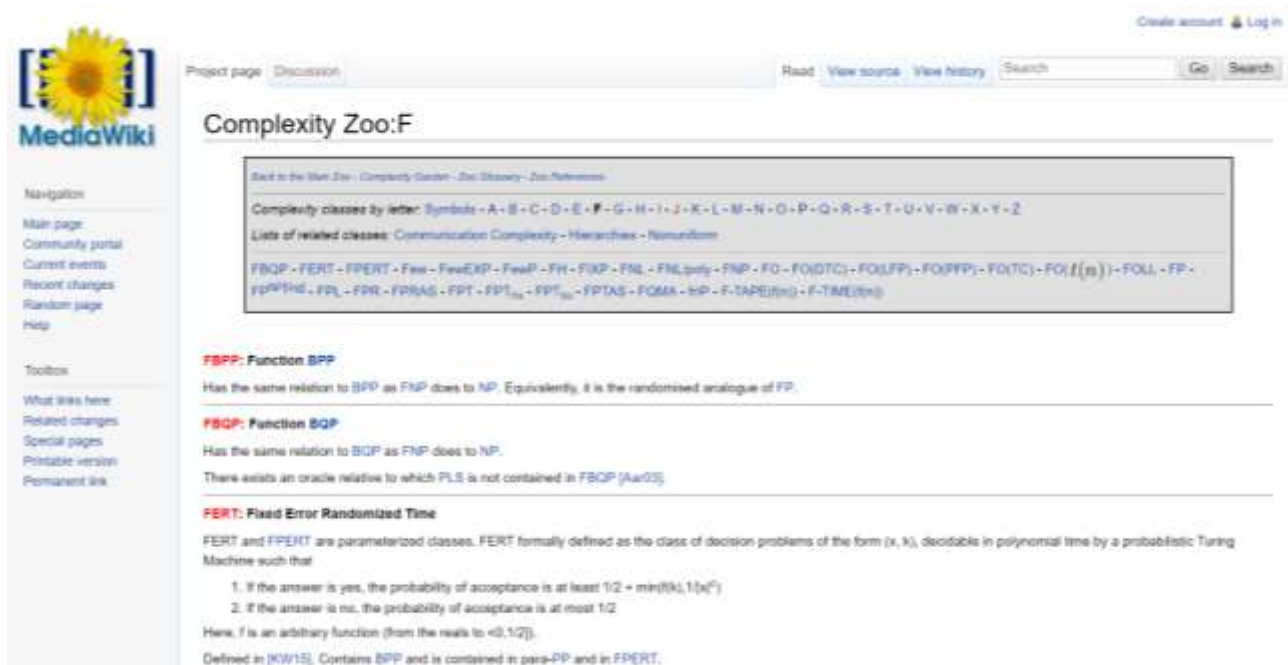 Create account Log in
MediaWiki
Project page Discussion Read View source View history Search Go Search
Complexity Zoo:F
Back to the Main Zoo - Complexity Garden - Zoo Glossary - Zoo References
Complexity classes by letter: Symbols - A - B - C - D - E - F - G - H - I - J - K - L - M - N - O - P - Q - R - S - T - U - V - W - X - Y - Z
Lists of related classes: Communication Complexity - Hierarchies - Nonuniform
FBQP - FERT - FPERT - Few - FewEXP - FewP - FH - FIXP - FNL - FNL/poly - FNP - FO - FO(DTC) - FO(LFP) - FO(PFP) - FO(TC) - FO(t(n)) - FOLL - FP -
FPL - FPR - FPRAS - FPT - FPTAS - FQMA - frIP - F-TAPE(f(n)) - F-TIME(f(n))
Navigation
Main page
Community portal
Current events
Recent changes
Random page
Help
Toolbox
What links here
Related changes
Special pages
Printable version
Permanent link
FBPP: Function BPP
Has the same relation to BPP as FNP does to NP. Equivalently, it is the randomised analogue of FP.
FBQP: Function BQP
Has the same relation to BQP as FNP does to NP.
There exists an oracle relative to which PLS is not contained in FBQP [Aar03].
FERT: Fixed Error Randomized Time
FERT and FPERT are parameterized classes. FERT formally defined as the class of decision problems of the form (x, k), decidable in polynomial time by a probabilistic Turing
Machine such that
1. If the answer is yes, the probability of acceptance is at least 1/2 + min(f(k),1/|x|^c)
2. If the answer is no, the probability of acceptance is at most 1/2
Here, f is an arbitrary function (from the reals to <0,1/2]).
Defined in [KW15]. Contains BPP and is contained in para-PP and in FPERT.